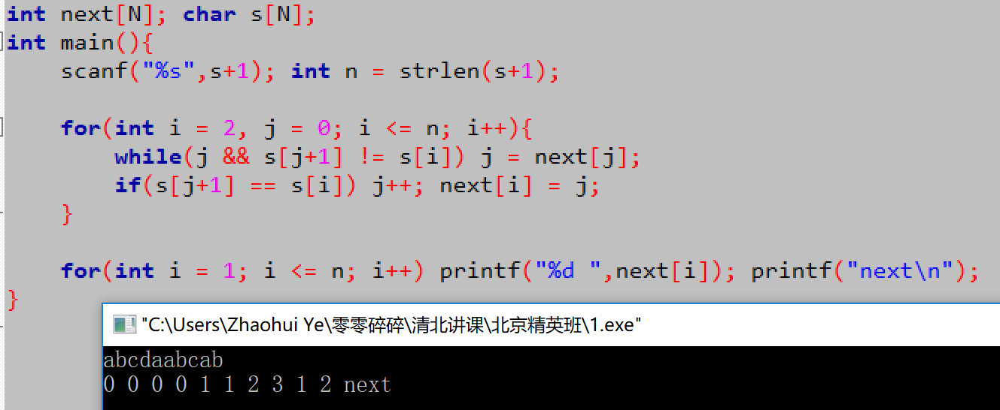 int next[N]; char s[N];
int main(){
    scanf("%s",s+1); int n = strlen(s+1);
    for(int i = 2, j = 0; i <= n; i++){
        while(j && s[j+1] != s[i]) j = next[j];
        if(s[j+1] == s[i]) j++; next[i] = j;
    }
    for(int i = 1; i <= n; i++) printf("%d ",next[i]); printf("next\n");
}
"C:\Users\Zhaohui Ye\零零碎碎\清北讲课\北京精英班\1.exe"
abcdaabcab
0 0 0 0 1 1 2 3 1 2 next